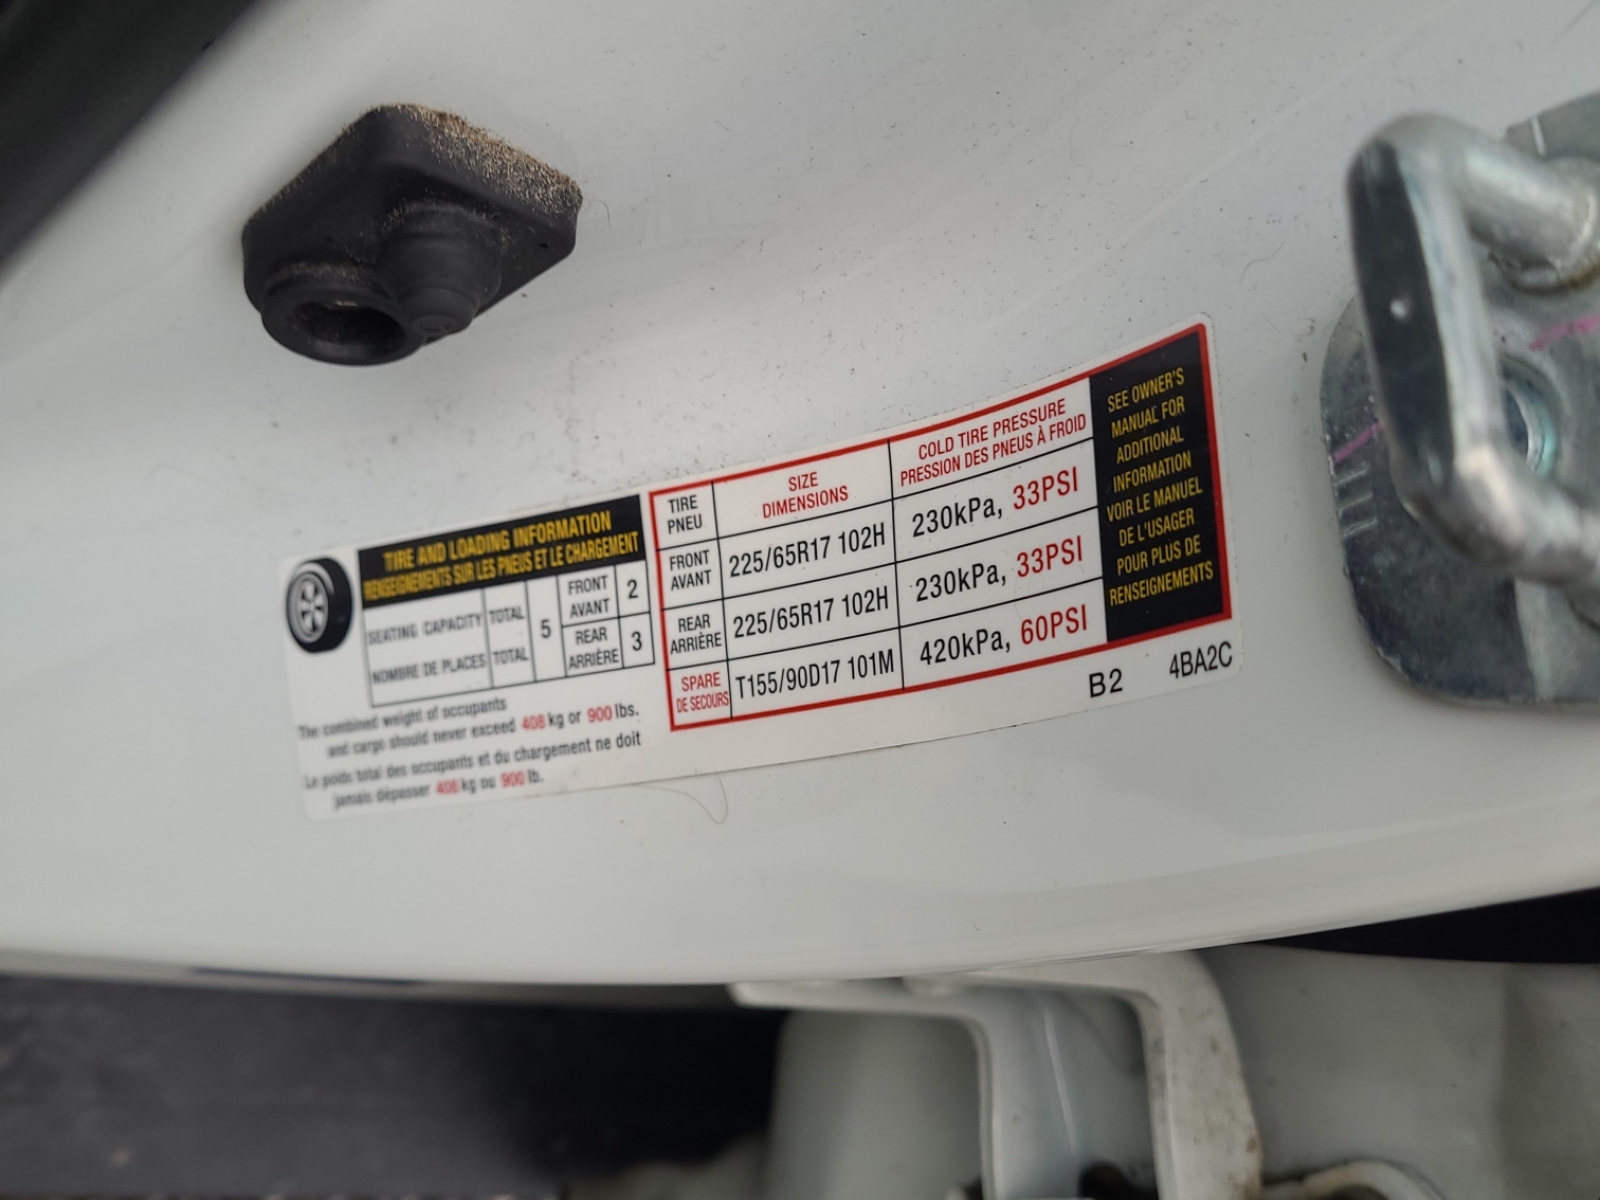 TIRE AND LOADING INFORMATION
RENSEIGNEMENTS SUR LES PNEUS ET LE CHARGEMENT
SEATING CAPACITY
NOMBRE DE PLACES
TOTAL
TOTAL
5
FRONT
AVANT
2
REAR
ARRIÈRE
3
The combined weight of occupants
and cargo should never exceed 408 kg or 900 lbs.
Le poids total des occupants et du chargement ne doit
jamais dépasser 408 kg ou 900 lb.
TIRE
PNEU
SIZE
DIMENSIONS
COLD TIRE PRESSURE
PRESSION DES PNEUS À FROID
FRONT
AVANT
225/65R17 102H
230kPa, 33PSI
REAR
ARRIÈRE
225/65R17 102H
230kPa, 33PSI
SPARE
DE SECOURS
T155/90D17 101M
420kPa, 60PSI
SEE OWNER'S
MANUAL FOR
ADDITIONAL
INFORMATION
VOIR LE MANUEL
DE L'USAGER
POUR PLUS DE
RENSEIGNEMENTS
B2 4BA2C